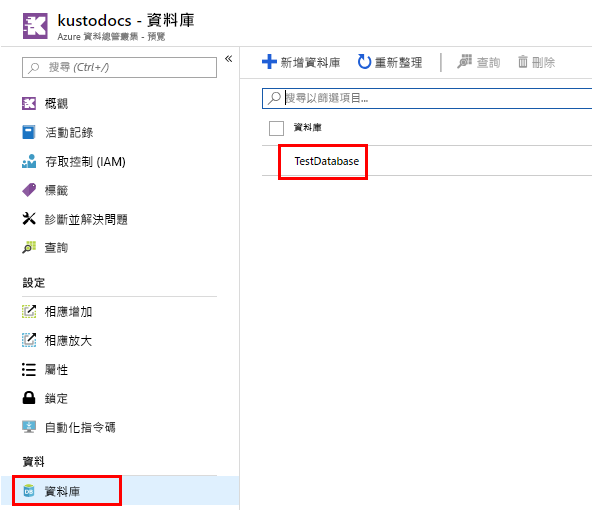 kustodocs - 資料庫
Azure 資料總管叢集 - 預覽
搜尋 (Ctrl+/)
«
概觀
活動記錄
存取控制 (IAM)
標籤
診斷並解決問題
查詢
設定
相應增加
相應放大
屬性
鎖定
自動化指令碼
資料
資料庫
新增資料庫 重新整理 查詢 刪除
搜尋以篩選項目...
資料庫
TestDatabase